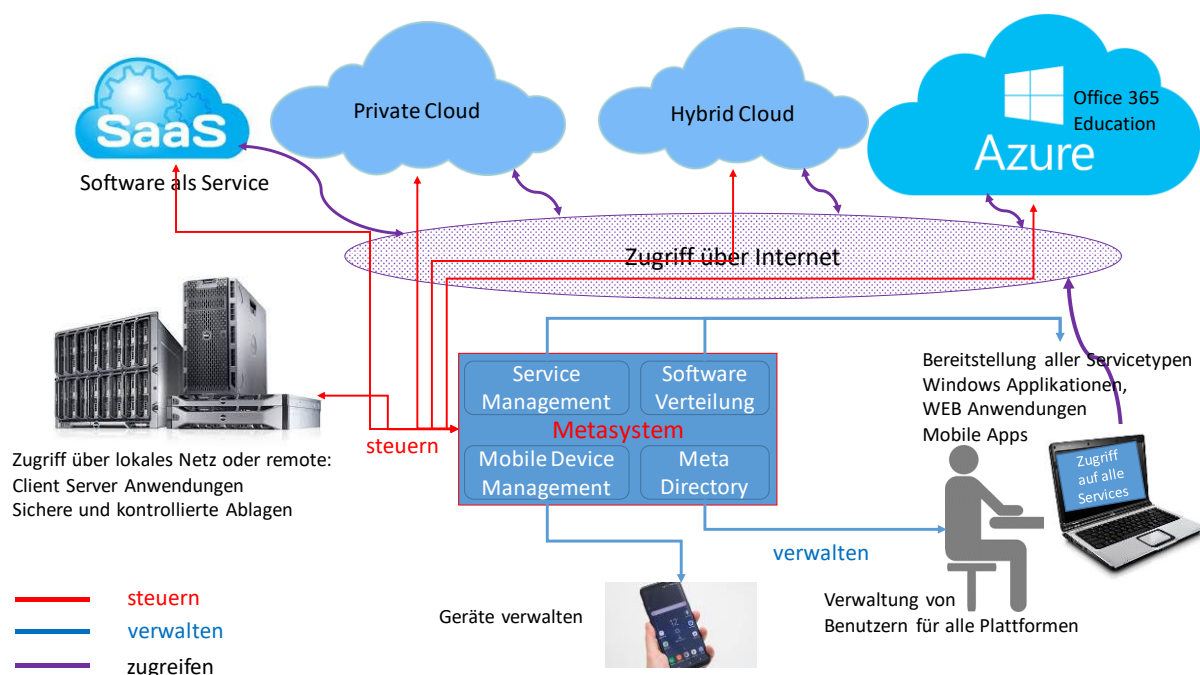 SaaS
Software als Service
Private Cloud
Hybrid Cloud
Office 365
Education
Azure
Zugriff über Internet
Zugriff über lokales Netz oder remote:
Client Server Anwendungen
Sichere und kontrollierte Ablagen
steuern
Service
Management
Software
Verteilung
Metasystem
Mobile Device
Management
Meta
Directory
Bereitstellung aller Servicetypen
Windows Applikationen,
WEB Anwendungen
Mobile Apps
Zugriff
auf alle
Services
verwalten
Geräte verwalten
Verwaltung von
Benutzern für alle Plattformen
steuern
verwalten
zugreifen